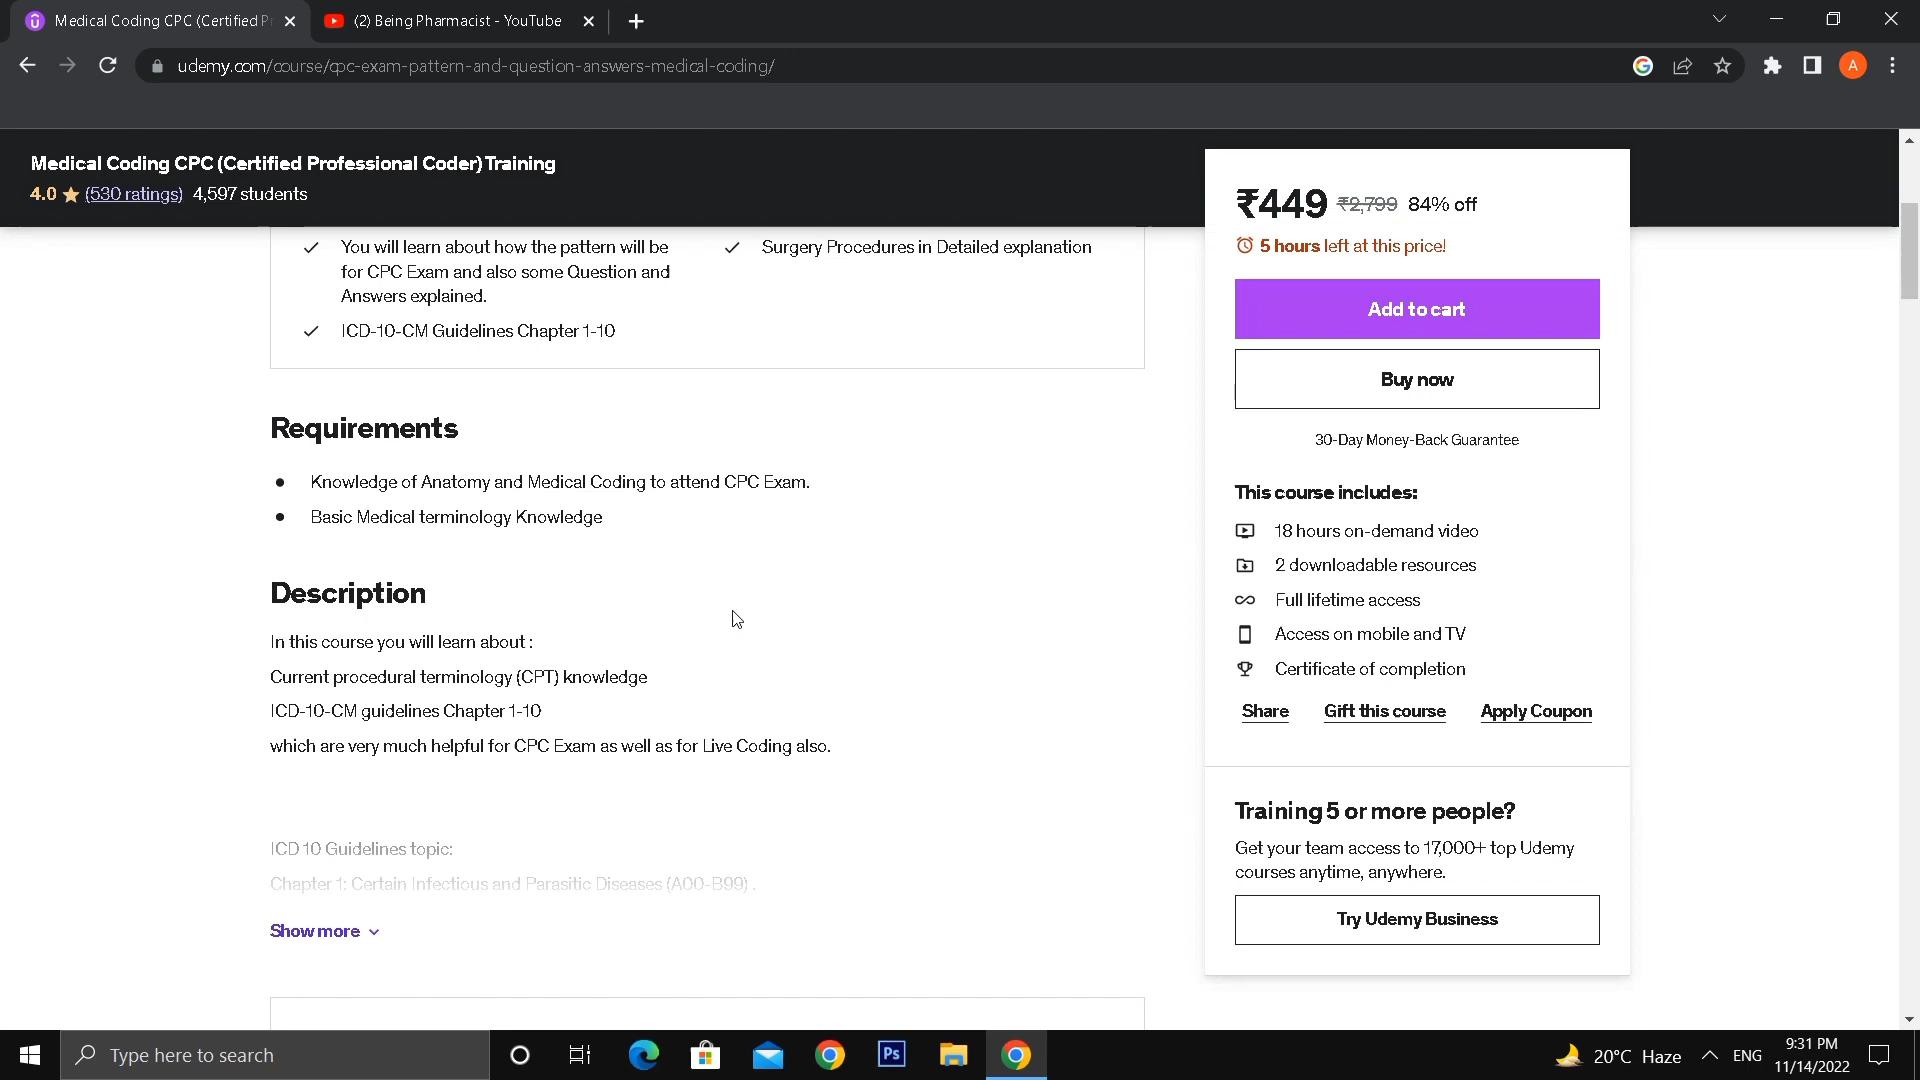 Medical Coding CPC (Certified Pr
(2) Being Pharmacist - YouTube
udemy.com/course/cpc-exam-pattern-and-question-answers-medical-coding/
A
Medical Coding CPC (Certified Professional Coder) Training
4.0 (530 ratings) 4,597 students
You will learn about how the pattern will be
for CPC Exam and also some Question and
Answers explained.
Surgery Procedures in Detailed explanation
ICD-10-CM Guidelines Chapter 1-10
Requirements
Knowledge of Anatomy and Medical Coding to attend CPC Exam.
Basic Medical terminology Knowledge
Description
In this course you will learn about :
Current procedural terminology (CPT) knowledge
ICD-10-CM guidelines Chapter 1-10
which are very much helpful for CPC Exam as well as for Live Coding also.
ICD 10 Guidelines topic:
Chapter 1: Certain Infectious and Parasitic Diseases (A00-B99) .
Show more
₹449 ₹2,799 84% off
5 hours left at this price!
Add to cart
Buy now
30-Day Money-Back Guarantee
This course includes:
18 hours on-demand video
2 downloadable resources
Full lifetime access
Access on mobile and TV
Certificate of completion
Share Gift this course Apply Coupon
Training 5 or more people?
Get your team access to 17,000+ top Udemy
courses anytime, anywhere.
Try Udemy Business
Type here to search
Ps
20°C Haze
ENG
9:31 PM
11/14/2022